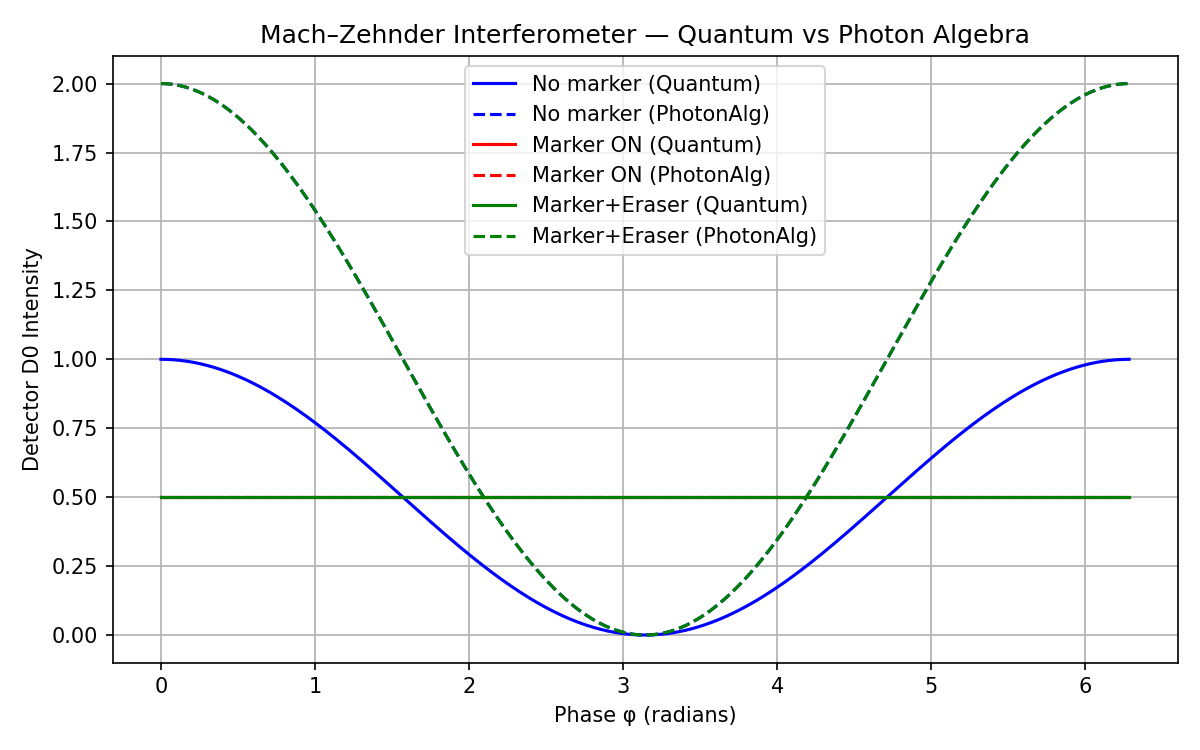 Mach–Zehnder Interferometer — Quantum vs Photon Algebra
No marker (Quantum)
No marker (PhotonAlg)
Marker ON (Quantum)
Marker ON (PhotonAlg)
Marker+Eraser (Quantum)
Marker+Eraser (PhotonAlg)
Detector D0 Intensity
2.00
1.75
1.50
1.25
1.00
0.75
0.50
0.25
0.00
0 1 2 3 4 5 6
Phase φ (radians)